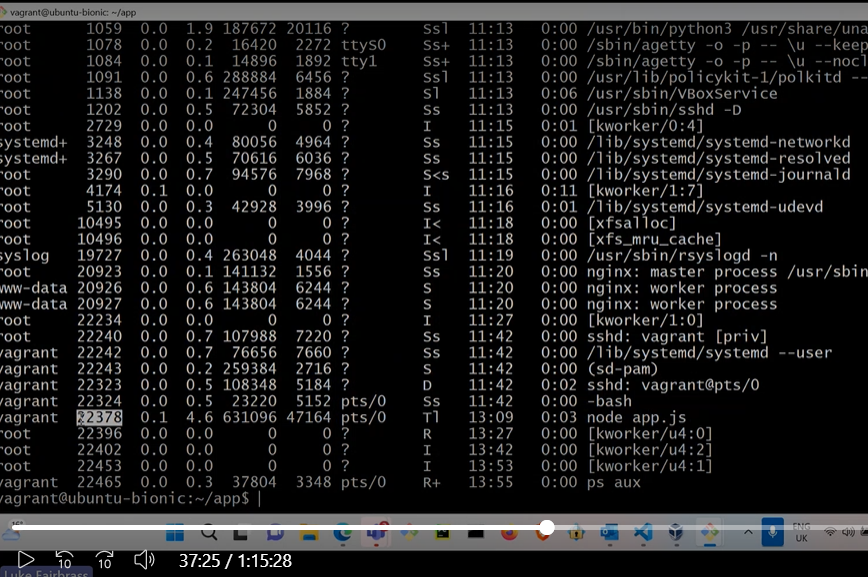 vagrant@ubuntu-bionic: ~/app
root 1059 0.0 1.9 187672 20116 ? Ssl 11:13 0:00 /usr/bin/python3 /usr/share/una
root 1078 0.0 0.2 16420 2272 ttyS0 Ss+ 11:13 0:00 /sbin/agetty -o -p -- \u --keep
root 1084 0.0 0.1 14896 1892 tty1 Ss+ 11:13 0:00 /sbin/agetty -o -p -- \u --nocl
root 1091 0.0 0.6 288884 6456 ? Ssl 11:13 0:00 /usr/lib/policykit-1/polkitd --
root 1138 0.0 0.1 247456 1884 ? Sl 11:13 0:06 /usr/sbin/VBoxService
root 1202 0.0 0.5 72304 5852 ? Ss 11:13 0:00 /usr/sbin/sshd -D
root 2729 0.0 0.0 0 0 ? I 11:15 0:01 [kworker/0:4]
systemd+ 3248 0.0 0.4 80056 4964 ? Ss 11:15 0:00 /lib/systemd/systemd-networkd
systemd+ 3267 0.0 0.5 70616 6036 ? Ss 11:15 0:00 /lib/systemd/systemd-resolved
root 3290 0.0 0.7 94576 7968 ? S<s 11:15 0:00 /lib/systemd/systemd-journald
root 4174 0.1 0.0 0 0 ? I 11:16 0:11 [kworker/1:7]
root 5130 0.0 0.3 42928 3996 ? Ss 11:16 0:01 /lib/systemd/systemd-udevd
root 10495 0.0 0.0 0 0 ? I< 11:18 0:00 [xfsalloc]
root 10496 0.0 0.0 0 0 ? I< 11:18 0:00 [xfs_mru_cache]
syslog 19727 0.0 0.4 263048 4044 ? Ssl 11:19 0:00 /usr/sbin/rsyslogd -n
root 20923 0.0 0.1 141132 1556 ? Ss 11:20 0:00 nginx: master process /usr/sbin
www-data 20926 0.0 0.6 143804 6244 ? S 11:20 0:00 nginx: worker process
www-data 20927 0.0 0.6 143804 6244 ? S 11:20 0:00 nginx: worker process
root 22234 0.0 0.0 0 0 ? I 11:27 0:00 [kworker/1:0]
root 22240 0.0 0.7 107988 7220 ? Ss 11:42 0:00 sshd: vagrant [priv]
vagrant 22242 0.0 0.7 76656 7660 ? Ss 11:42 0:00 /lib/systemd/systemd --user
vagrant 22243 0.0 0.2 259384 2716 ? S 11:42 0:00 (sd-pam)
vagrant 22323 0.0 0.5 108348 5184 ? D 11:42 0:02 sshd: vagrant@pts/0
vagrant 22324 0.0 0.5 23220 5152 pts/0 Ss 11:42 0:00 -bash
vagrant 22378 0.1 4.6 631096 47164 pts/0 Tl 13:09 0:03 node app.js
root 22396 0.0 0.0 0 0 ? R 13:27 0:00 [kworker/u4:0]
root 22402 0.0 0.0 0 0 ? I 13:42 0:00 [kworker/u4:2]
root 22453 0.0 0.0 0 0 ? I 13:53 0:00 [kworker/u4:1]
vagrant 22465 0.0 0.3 37804 3348 pts/0 R+ 13:55 0:00 ps aux
vagrant@ubuntu-bionic:~/app$
ENG
UK
10 10 37:25 / 1:15:28
Luke Fairbrass